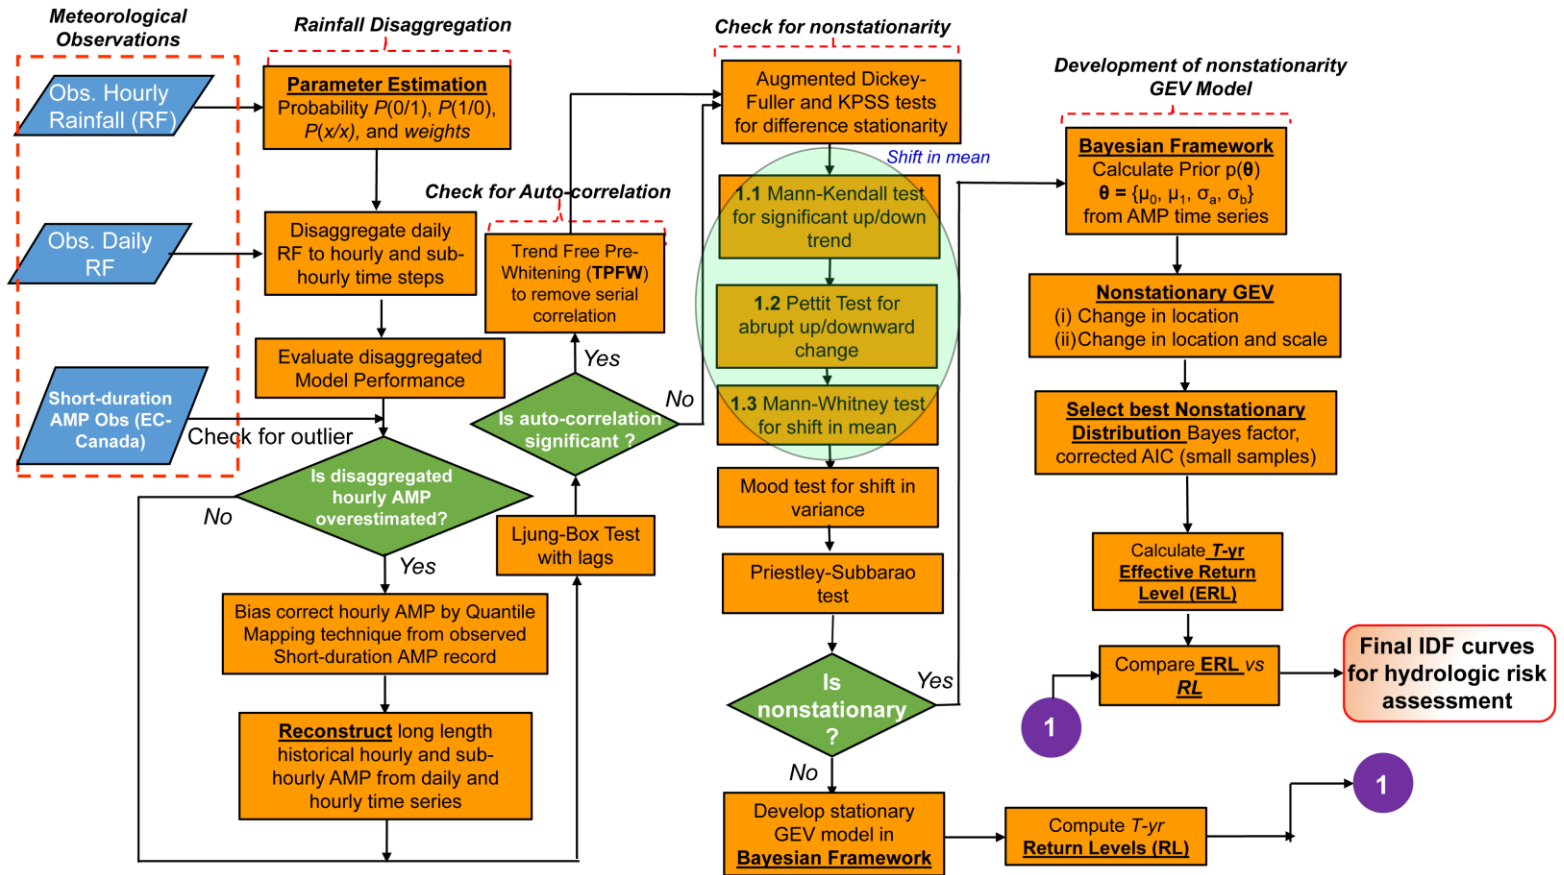 Meteorological
Observations
Obs. Hourly
Rainfall (RF)
Obs. Daily
RF
Short-duration
AMP Obs (EC-
Canada)
Check for outlier
Rainfall Disaggregation
Parameter Estimation
Probability P(0/1), P(1/0),
P(x/x), and weights
Disaggregate daily
RF to hourly and sub-
hourly time steps
Evaluate disaggregated
Model Performance
Is disaggregated
hourly AMP
overestimated?
No
Yes
Bias correct hourly AMP by Quantile
Mapping technique from observed
Short-duration AMP record
Reconstruct long length
historical hourly and sub-
hourly AMP from daily and
hourly time series
Check for Auto-correlation
Trend Free Pre-
Whitening (TPFW)
to remove serial
correlation
Yes
Is auto-correlation
significant ?
No
Ljung-Box Test
with lags
Check for nonstationarity
Augmented Dickey-
Fuller and KPSS tests
for difference stationarity
Shift in mean
1.1 Mann-Kendall test
for significant up/down
trend
1.2 Pettit Test for
abrupt up/downward
change
1.3 Mann-Whitney test
for shift in mean
Mood test for shift in
variance
Priestley-Subbarao
test
Is
nonstationary
?
Yes
No
Develop stationary
GEV model in
Bayesian Framework
Compute T-yr
Return Levels (RL)
1
Development of nonstationarity
GEV Model
Bayesian Framework
Calculate Prior p(θ)
θ = {μ₀, μ₁, σₐ, σ_b}
from AMP time series
Nonstationary GEV
(i) Change in location
(ii) Change in location and scale
Select best Nonstationary
Distribution Bayes factor,
corrected AIC (small samples)
Calculate T-yr
Effective Return
Level (ERL)
Compare ERL vs
RL
1
Final IDF curves
for hydrologic risk
assessment